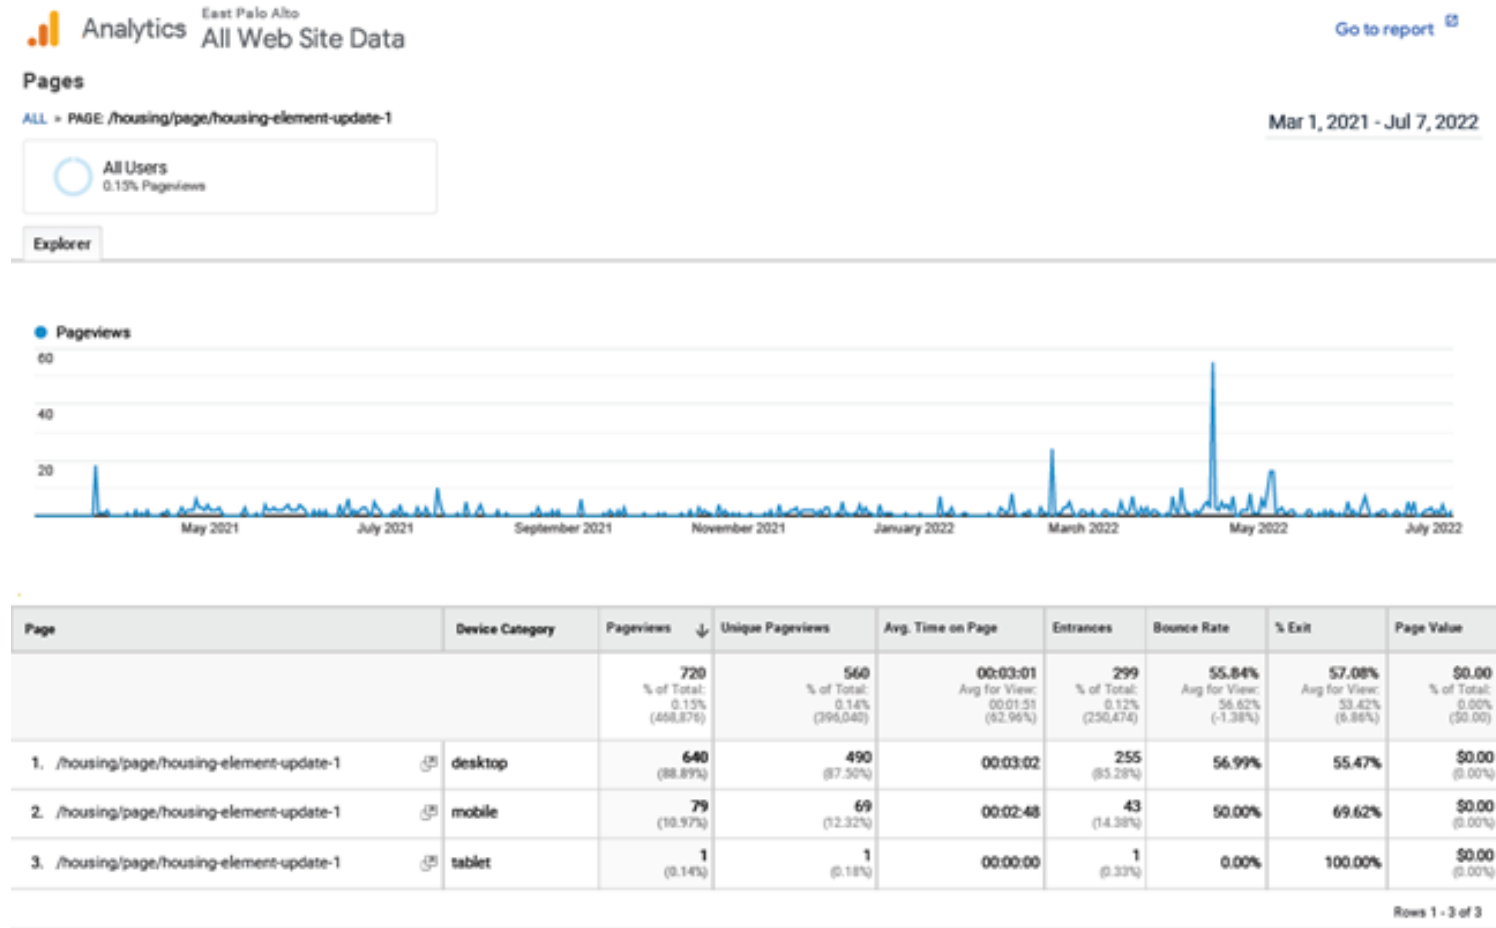 East Palo Alto
Analytics All Web Site Data
Go to report
Pages
ALL » PAGE: /housing/page/housing-element-update-1
Mar 1, 2021 - Jul 7, 2022
All Users
0.15% Pageviews
Explorer
Pageviews
60
40
20
May 2021 July 2021 September 2021 November 2021 January 2022 March 2022 May 2022 July 2022
Page Device Category Pageviews Unique Pageviews Avg. Time on Page Entrances Bounce Rate % Exit Page Value
720 560 00:03:01 299 55.84% 57.08% $0.00
% of Total: % of Total: Avg for View: % of Total: Avg for View: Avg for View: % of Total:
0.15% 0.14% 00:01:51 0.12% 56.62% 53.42% 0.00%
(468,876) (396,040) (62.96%) (250,474) (-1.38%) (6.86%) ($0.00)
1. /housing/page/housing-element-update-1 desktop 640 490 00:03:02 255 56.99% 55.47% $0.00
(88.89%) (87.50%) (85.28%) (0.00%)
2. /housing/page/housing-element-update-1 mobile 79 69 00:02:48 43 50.00% 69.62% $0.00
(10.97%) (12.32%) (14.38%) (0.00%)
3. /housing/page/housing-element-update-1 tablet 1 1 00:00:00 1 0.00% 100.00% $0.00
(0.14%) (0.18%) (0.33%) (0.00%)
Rows 1 - 3 of 3